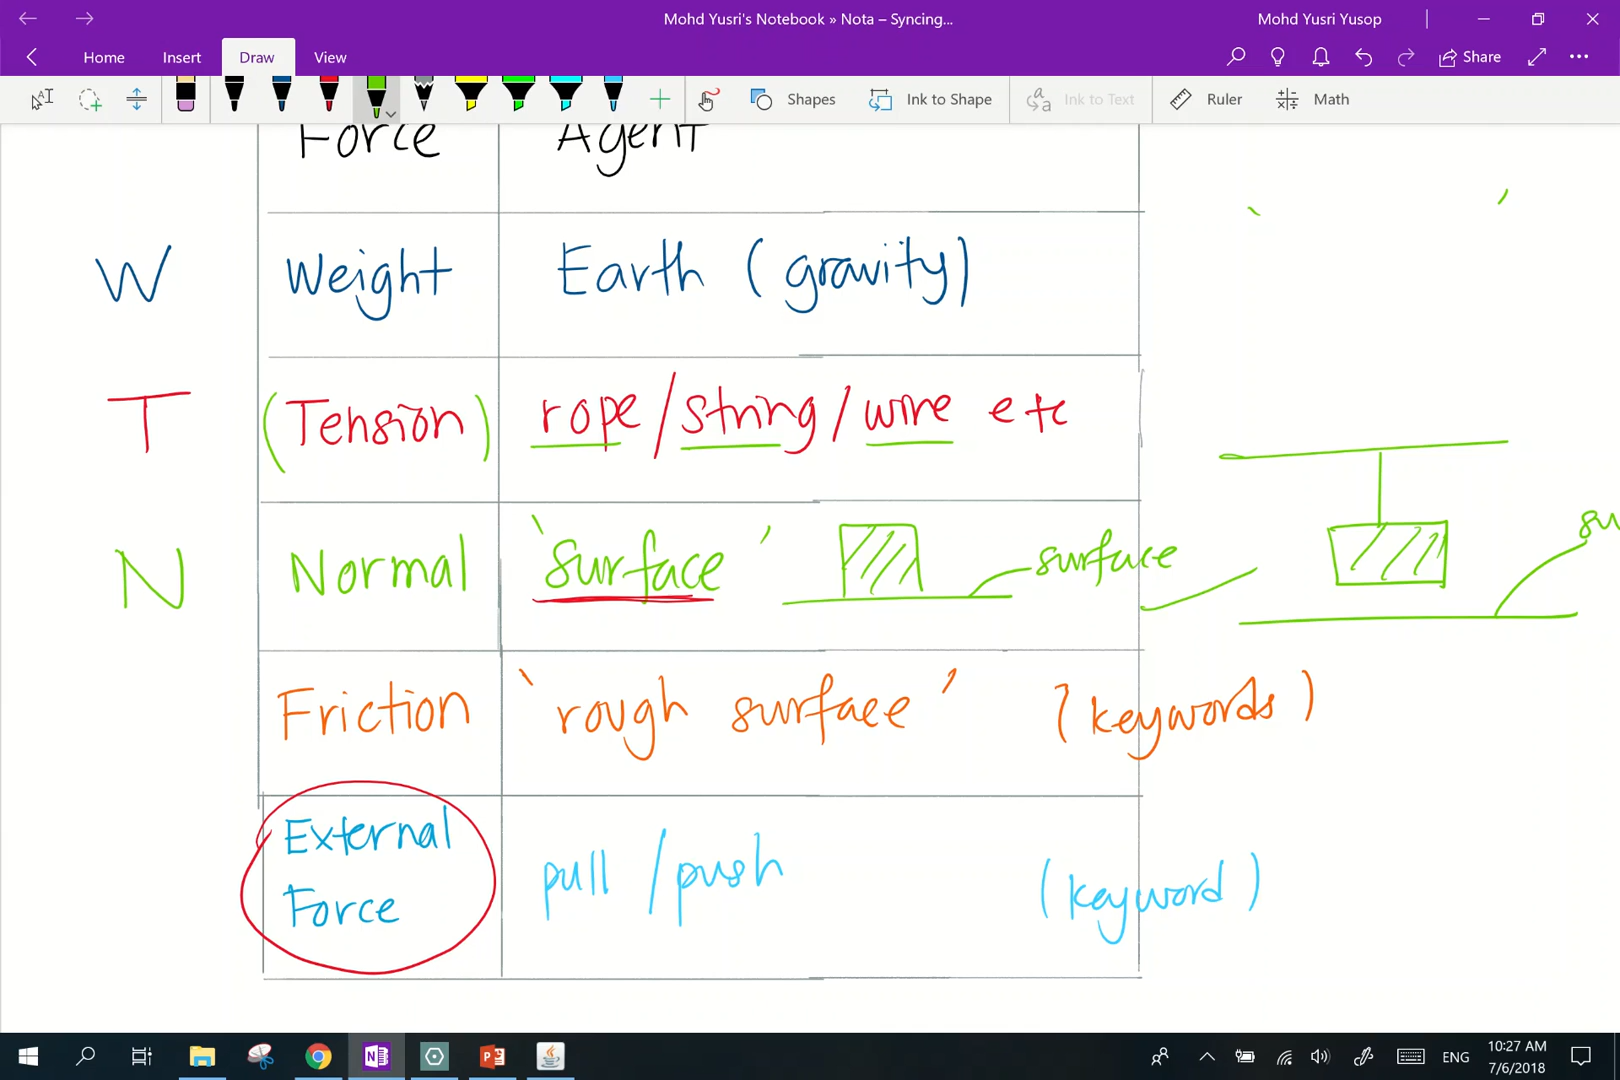 Mohd Yusri's Notebook » Nota – Syncing...
Mohd Yusri Yusop
Home Insert Draw View
Share
Shapes Ink to Shape Ink to Text Ruler Math
Force Agent
W Weight Earth (gravity)
T (Tension) rope/string/wire etc
N Normal 'surface' surface
su
Friction 'rough surface' (keywords)
External
Force
pull/push (keyword)
ENG
10:27 AM
7/6/2018